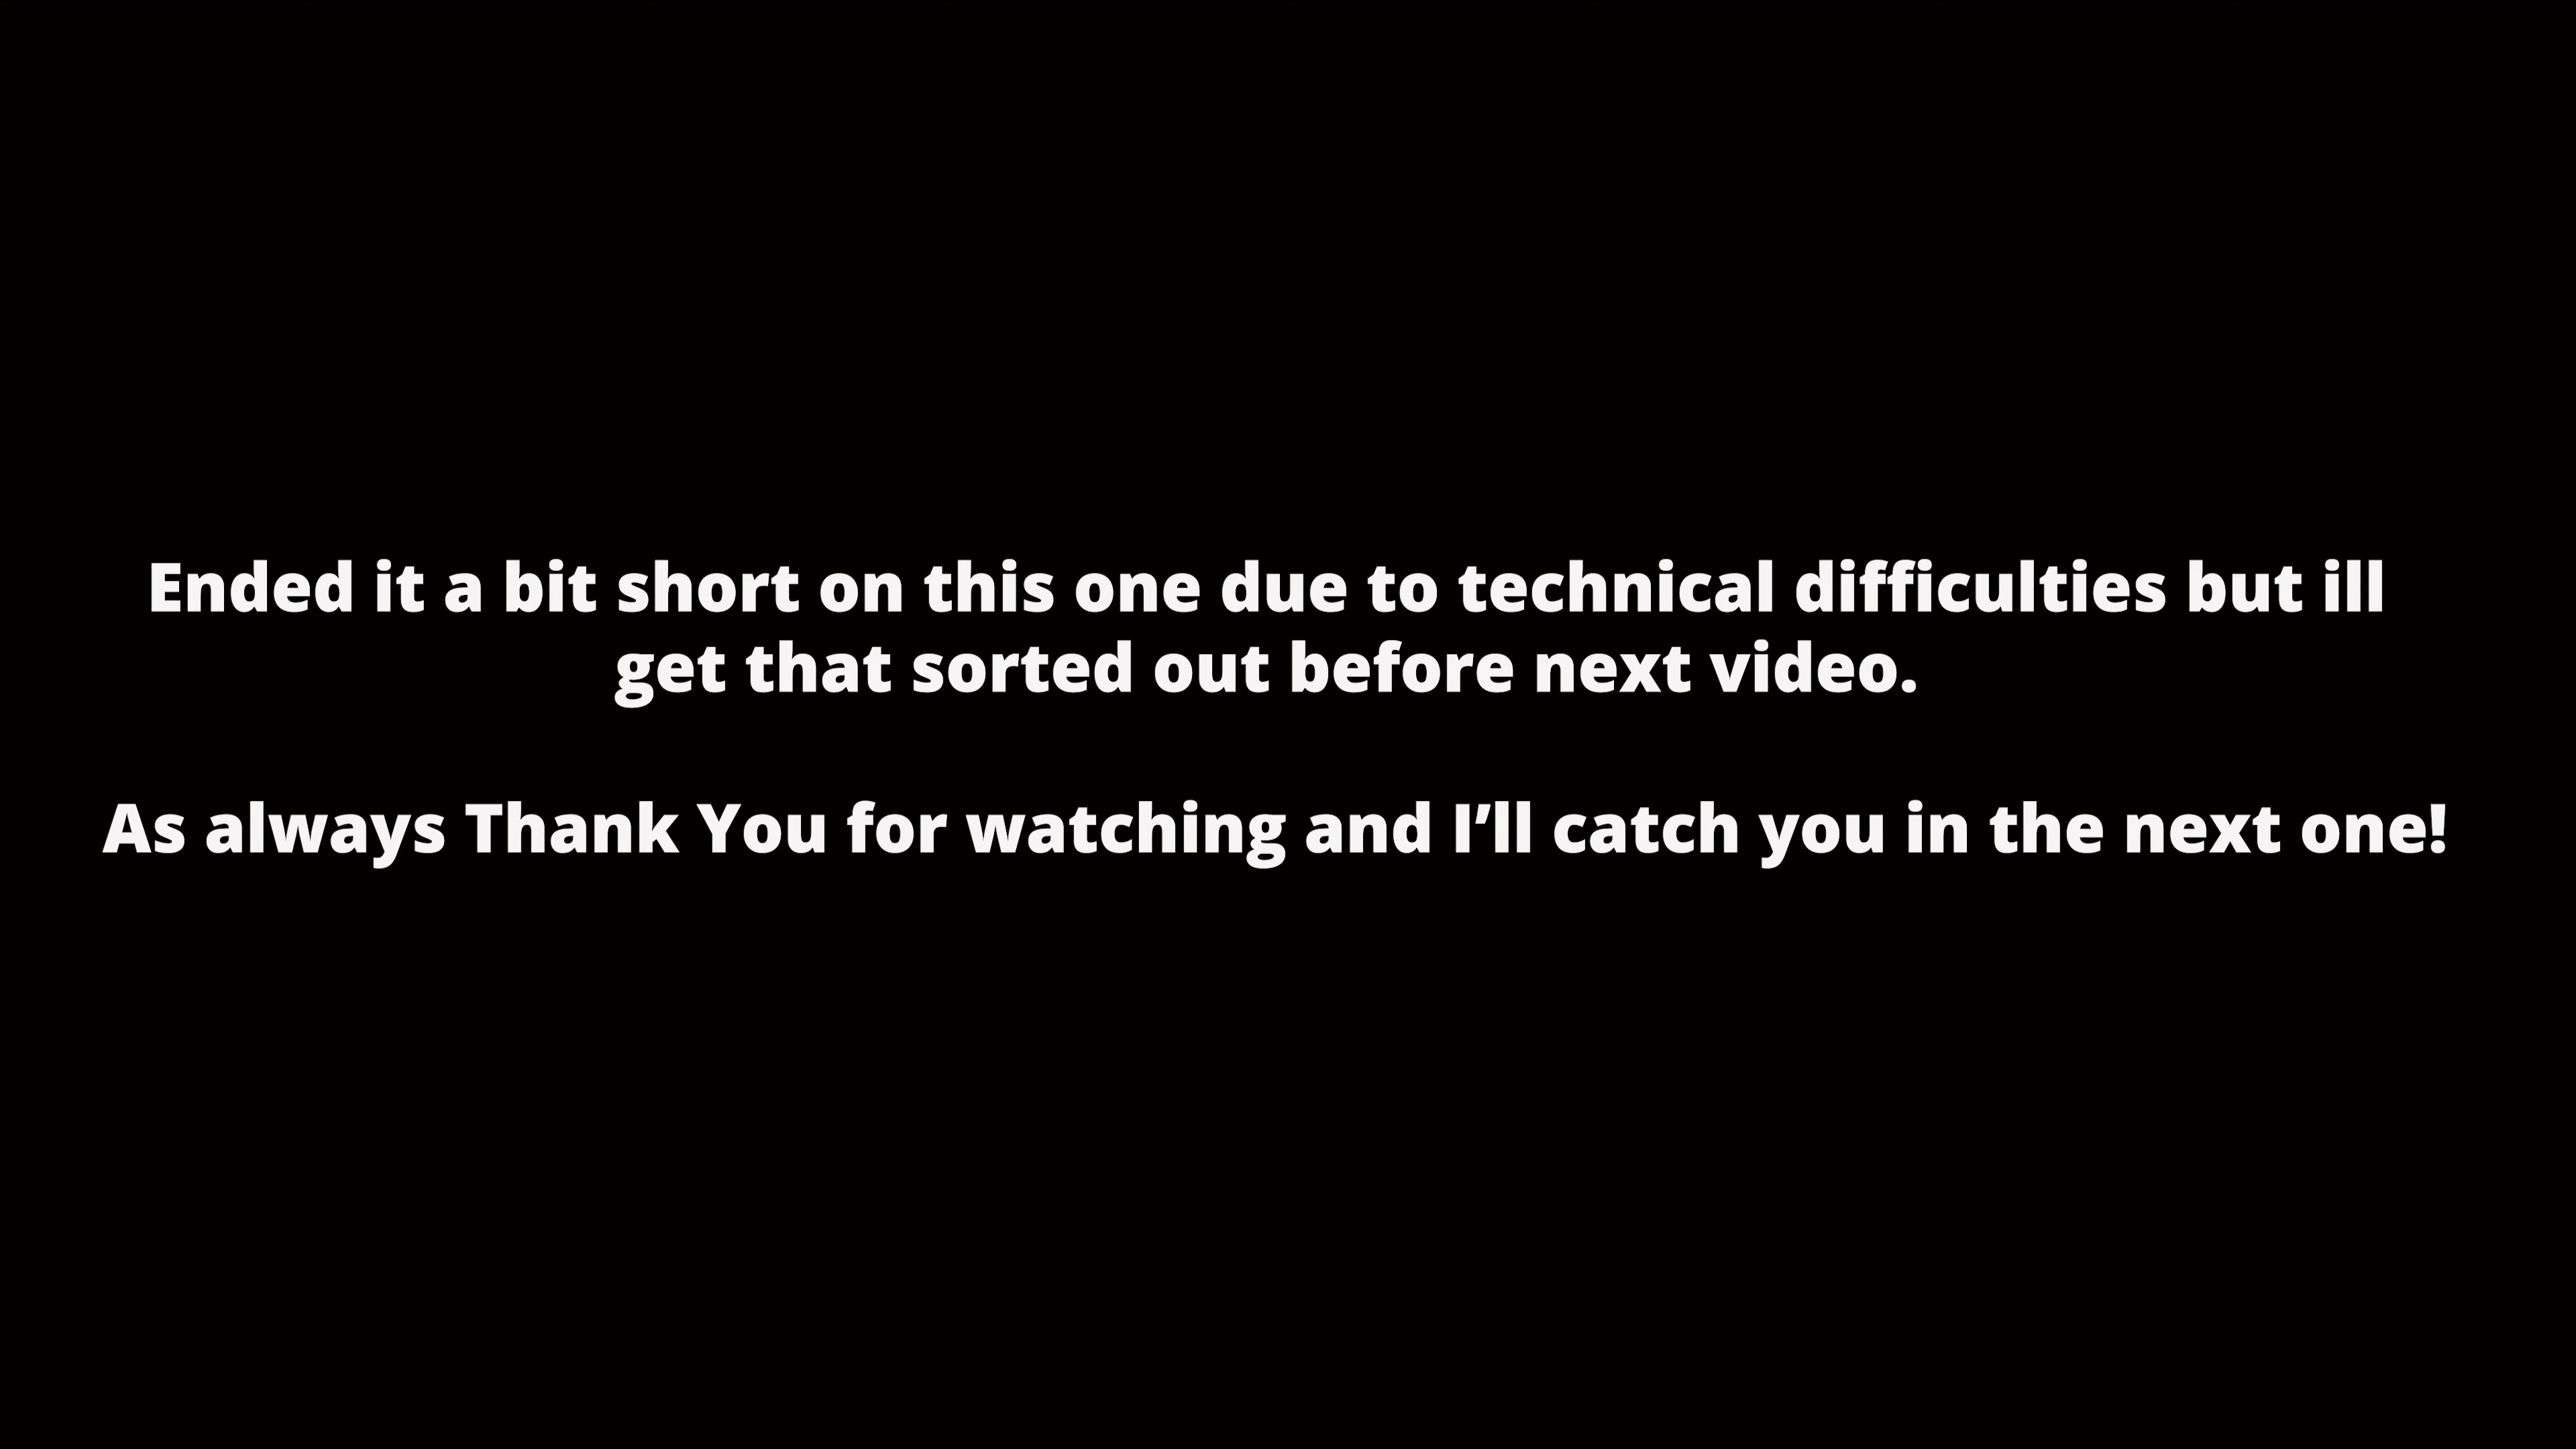 Ended it a bit short on this one due to technical difficulties but ill
get that sorted out before next video.
As always Thank You for watching and I’ll catch you in the next one!